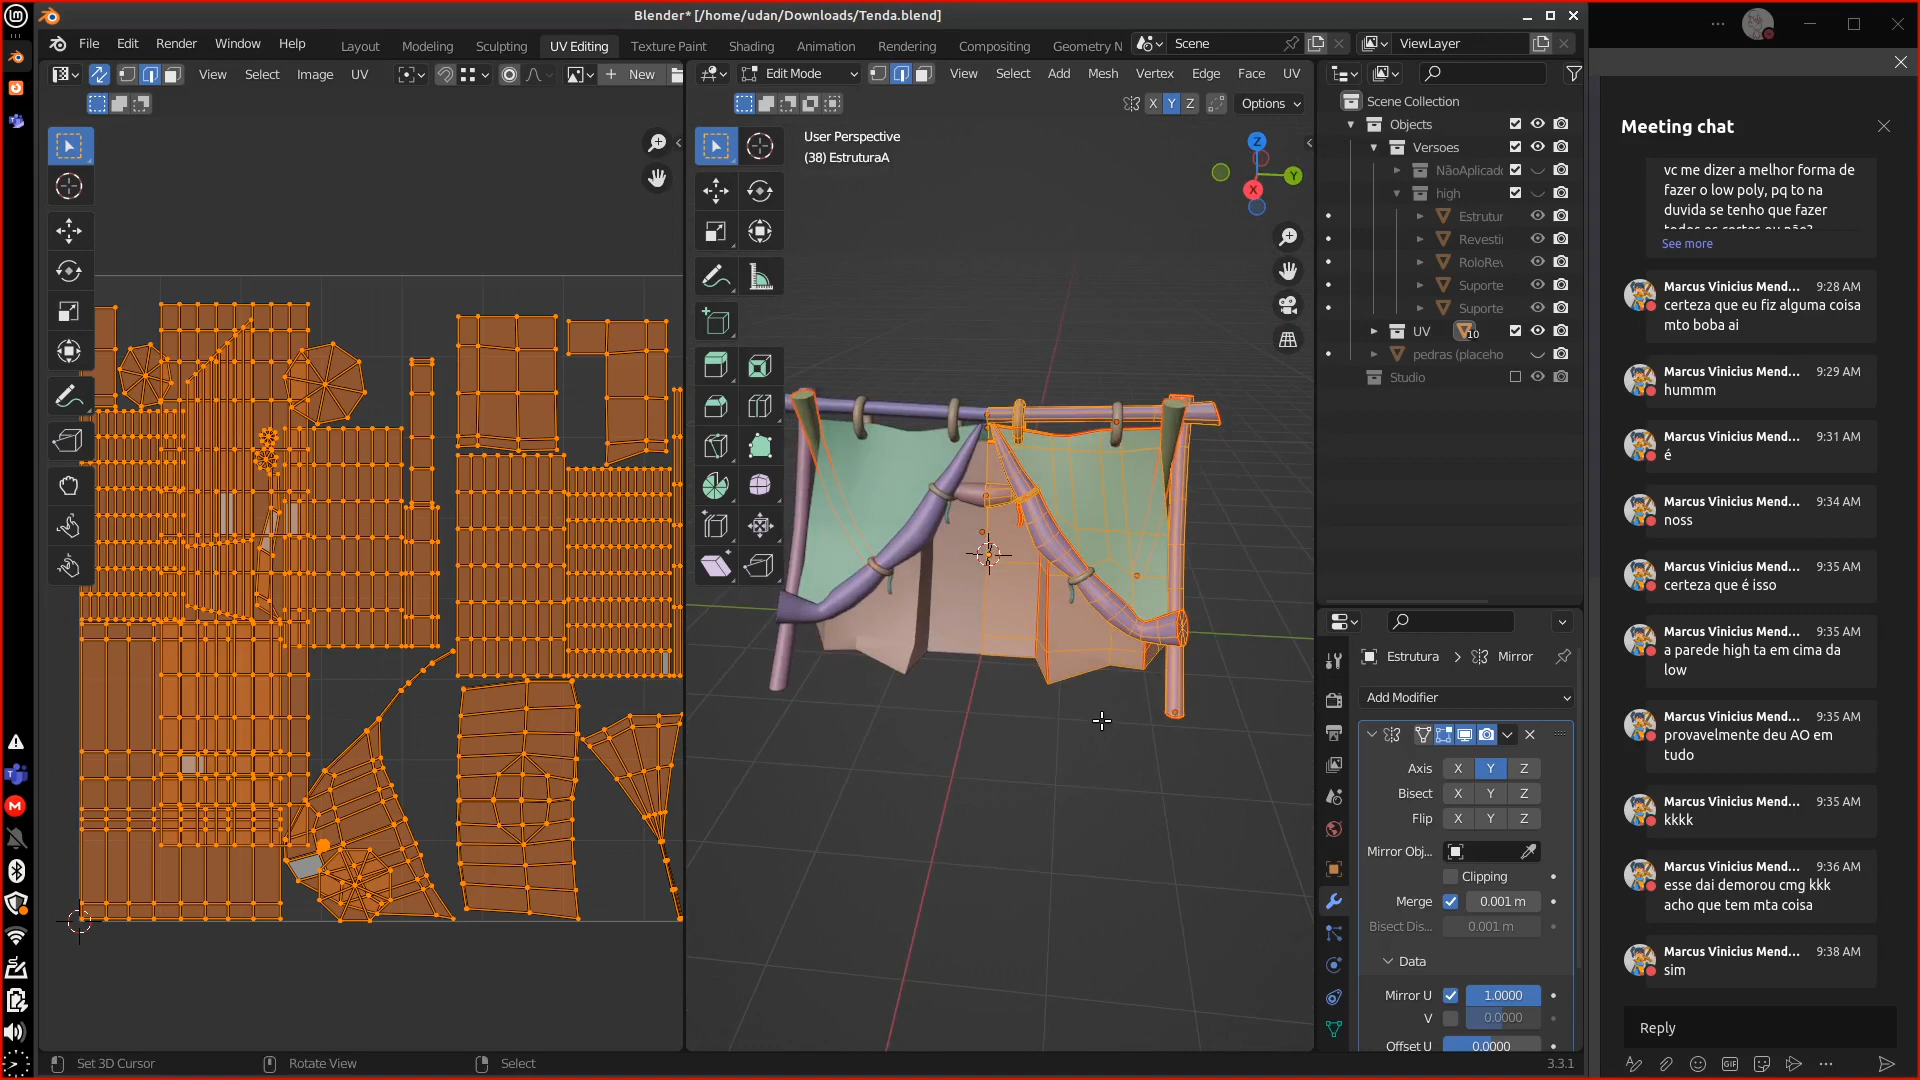 Blender* [/home/udan/Downloads/Tenda.blend]
File Edit Render Window Help
Layout Modeling Sculpting UV Editing Texture Paint Shading Animation Rendering Compositing Geometry N
Scene
ViewLayer
View Select Image UV
New
Edit Mode
View Select Add Mesh Vertex Edge Face UV
X Y Z
Options
User Perspective
(38) EstruturaA
Z
Y
X
Scene Collection
Objects
Versoes
NãoAplicado
high
Estrutur
Revesti
RoloRev
Suporte
Suporte
UV
10
pedras (placeho
Studio
Estrutura > Mirror
Add Modifier
Axis X Y Z
Bisect X Y Z
Flip X Y Z
Mirror Obj...
Clipping
Merge 0.001 m
Bisect Dis... 0.001 m
Data
Mirror U 1.0000
V 0.0000
Offset U 0.0000
Set 3D Cursor
Rotate View
Select
3.3.1
Meeting chat
vc me dizer a melhor forma de
fazer o low poly, pq to na
duvida se tenho que fazer
See more
Marcus Vinicius Mend... 9:28 AM
certeza que eu fiz alguma coisa
mto boba ai
Marcus Vinicius Mend... 9:29 AM
hummm
Marcus Vinicius Mend... 9:31 AM
é
Marcus Vinicius Mend... 9:34 AM
noss
Marcus Vinicius Mend... 9:35 AM
certeza que é isso
Marcus Vinicius Mend... 9:35 AM
a parede high ta em cima da
low
Marcus Vinicius Mend... 9:35 AM
provavelmente deu AO em
tudo
Marcus Vinicius Mend... 9:35 AM
kkkk
Marcus Vinicius Mend... 9:36 AM
esse dai demorou cmg kkk
acho que tem mta coisa
Marcus Vinicius Mend... 9:38 AM
sim
Reply
GIF